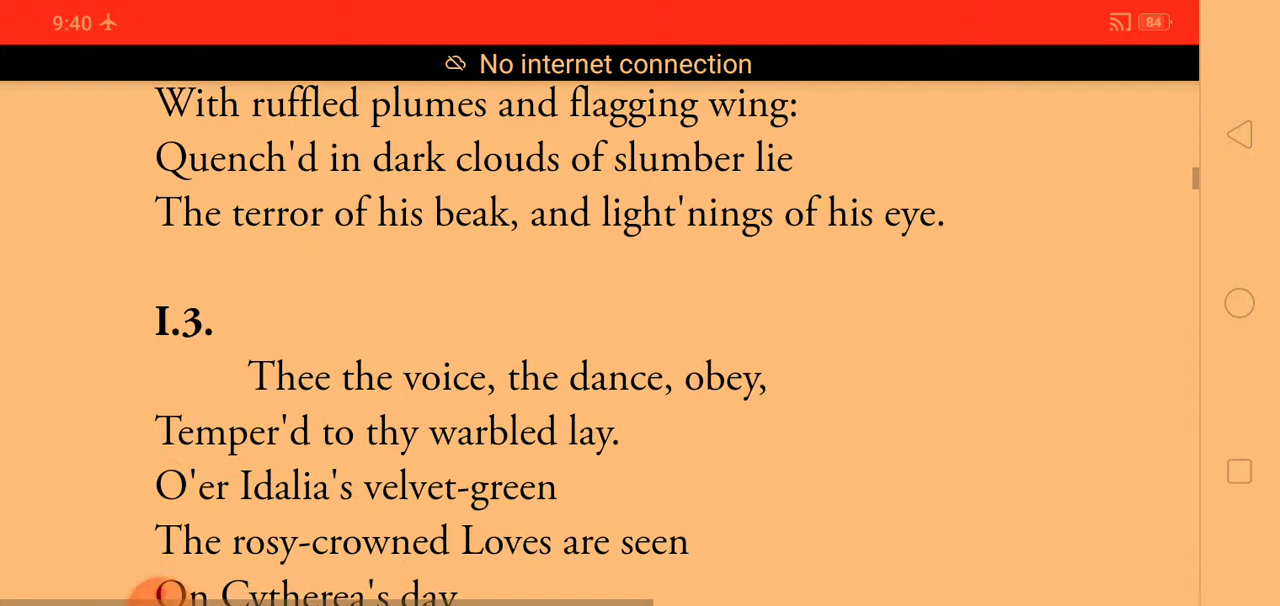 9:40
84
No internet connection
With ruffled plumes and flagging wing:
Quench'd in dark clouds of slumber lie
The terror of his beak, and light'nings of his eye.
I.3.
Thee the voice, the dance, obey,
Temper'd to thy warbled lay.
O'er Idalia's velvet-green
The rosy-crowned Loves are seen
On Cytherea's day